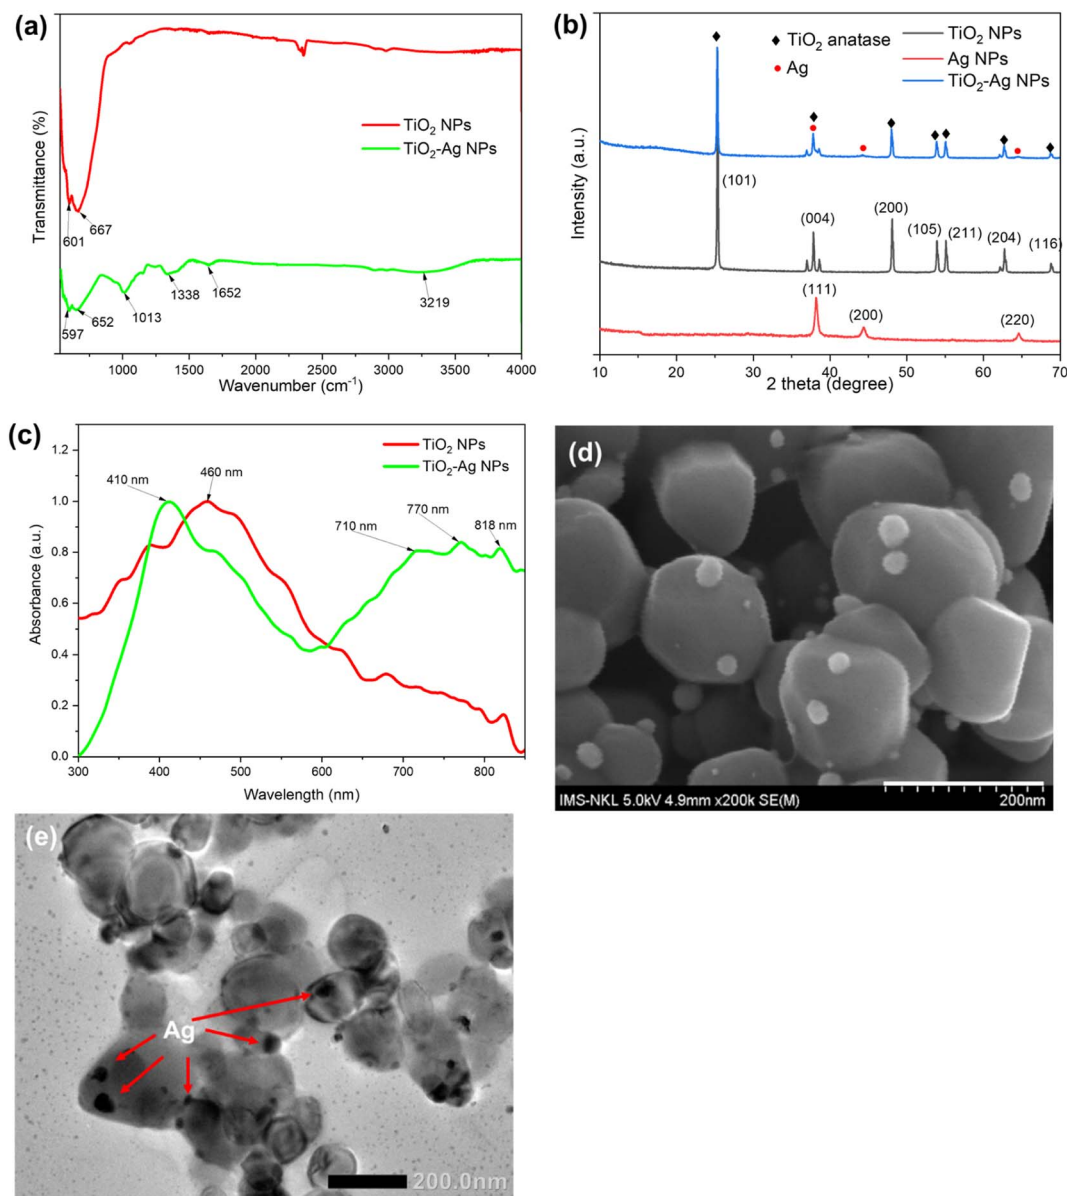 (a)
Transmittance (%)
TiO₂ NPs
TiO₂-Ag NPs
601
667
597
652
1013
1338
1652
3219
1000
1500
2000
2500
3000
3500
4000
Wavenumber (cm⁻¹)
(b)
Intensity (a.u.)
TiO₂ anatase
Ag
TiO₂ NPs
Ag NPs
TiO₂-Ag NPs
(101)
(004)
(200)
(105)
(211)
(204)
(116)
(111)
(200)
(220)
10
20
30
40
50
60
70
2 theta (degree)
(c)
Absorbance (a.u.)
1.2
1.0
0.8
0.6
0.4
0.2
0.0
TiO₂ NPs
TiO₂-Ag NPs
410 nm
460 nm
710 nm
770 nm
818 nm
300
400
500
600
700
800
Wavelength (nm)
(d)
IMS-NKL 5.0kV 4.9mm x200k SE(M)
200nm
(e)
Ag
200.0nm